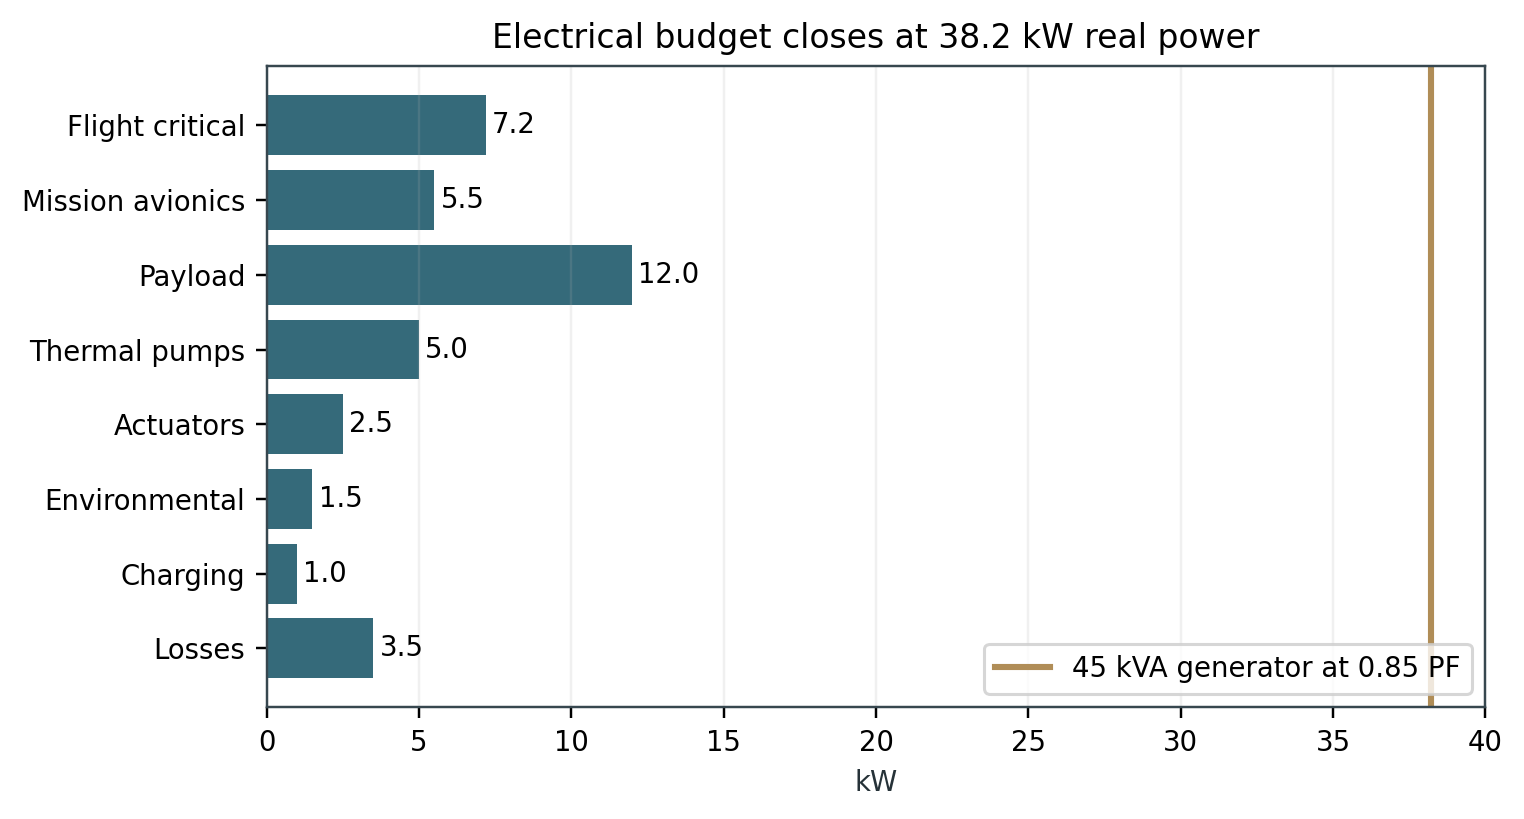 Electrical budget closes at 38.2 kW real power
Flight critical 7.2
Mission avionics 5.5
Payload 12.0
Thermal pumps 5.0
Actuators 2.5
Environmental 1.5
Charging 1.0
Losses 3.5
45 kVA generator at 0.85 PF
0 5 10 15 20 25 30 35 40
kW